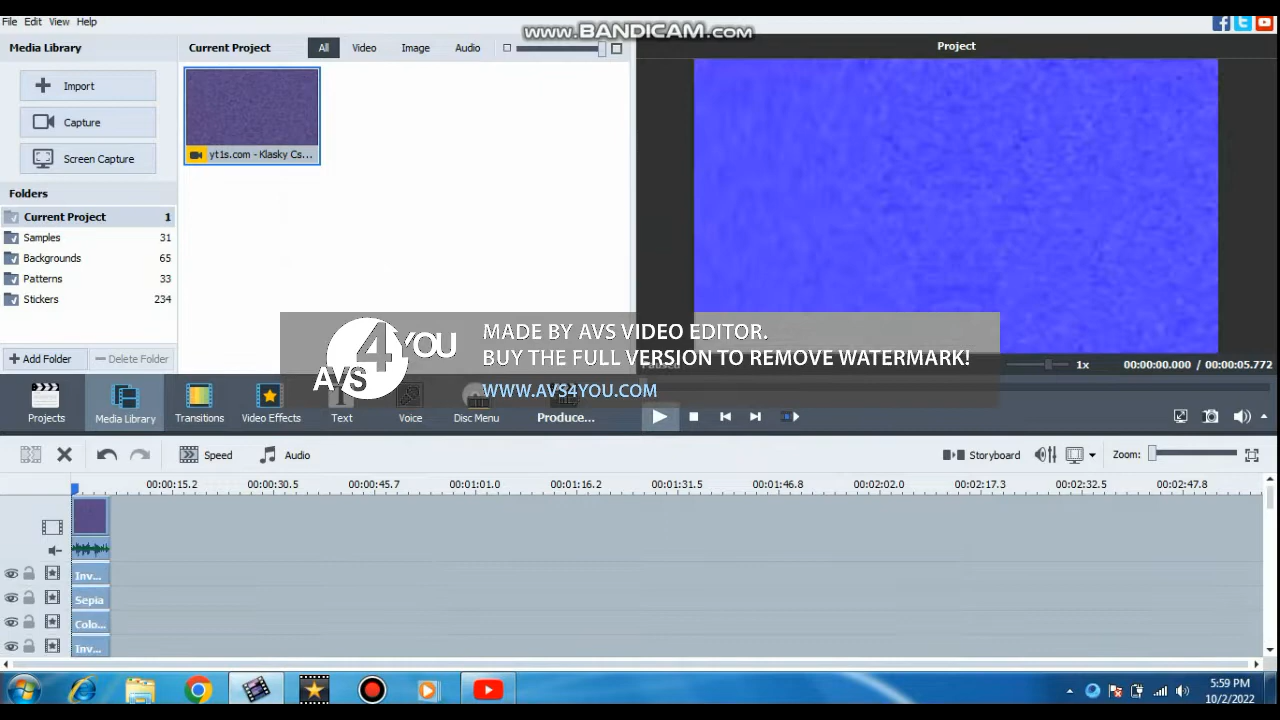 www.BANDICAM.com
File Edit View Help
Media Library
Current Project
All Video Image Audio
Project
Import
Capture
Screen Capture
yt1s.com - Klasky Cs...
Folders
Current Project 1
Samples 31
Backgrounds 65
Patterns 33
Stickers 234
Add Folder
Delete Folder
AVS4YOU
MADE BY AVS VIDEO EDITOR.
BUY THE FULL VERSION TO REMOVE WATERMARK!
WWW.AVS4YOU.COM
Paused
1x
00:00:00.000 / 00:00:05.772
Projects
Media Library
Transitions
Video Effects
Text
Voice
Disc Menu
Produce...
Speed
Audio
Storyboard
Zoom:
00:00:15.2 00:00:30.5 00:00:45.7 00:01:01.0 00:01:16.2 00:01:31.5 00:01:46.8 00:02:02.0 00:02:17.3 00:02:32.5 00:02:47.8
Inv...
Sepia
Colo...
Inv...
5:59 PM
10/2/2022